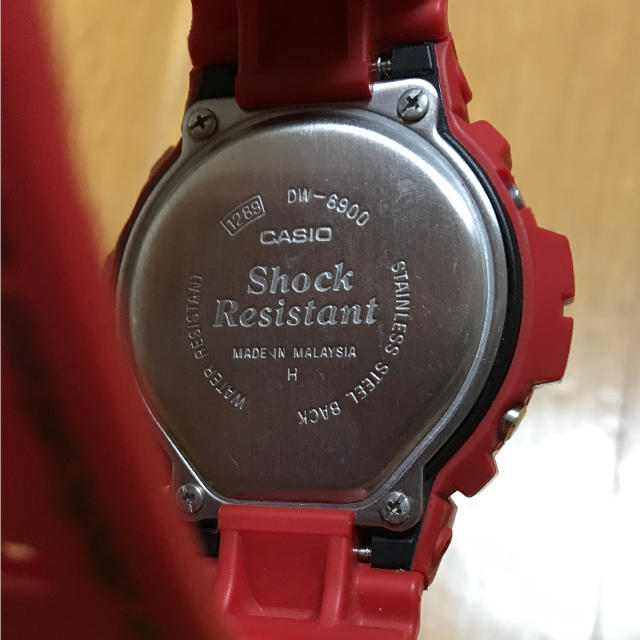 1289 DW-6900
CASIO
Shock
Resistant
MADE IN MALAYSIA
H
WATER RESISTANT
STAINLESS STEEL BACK